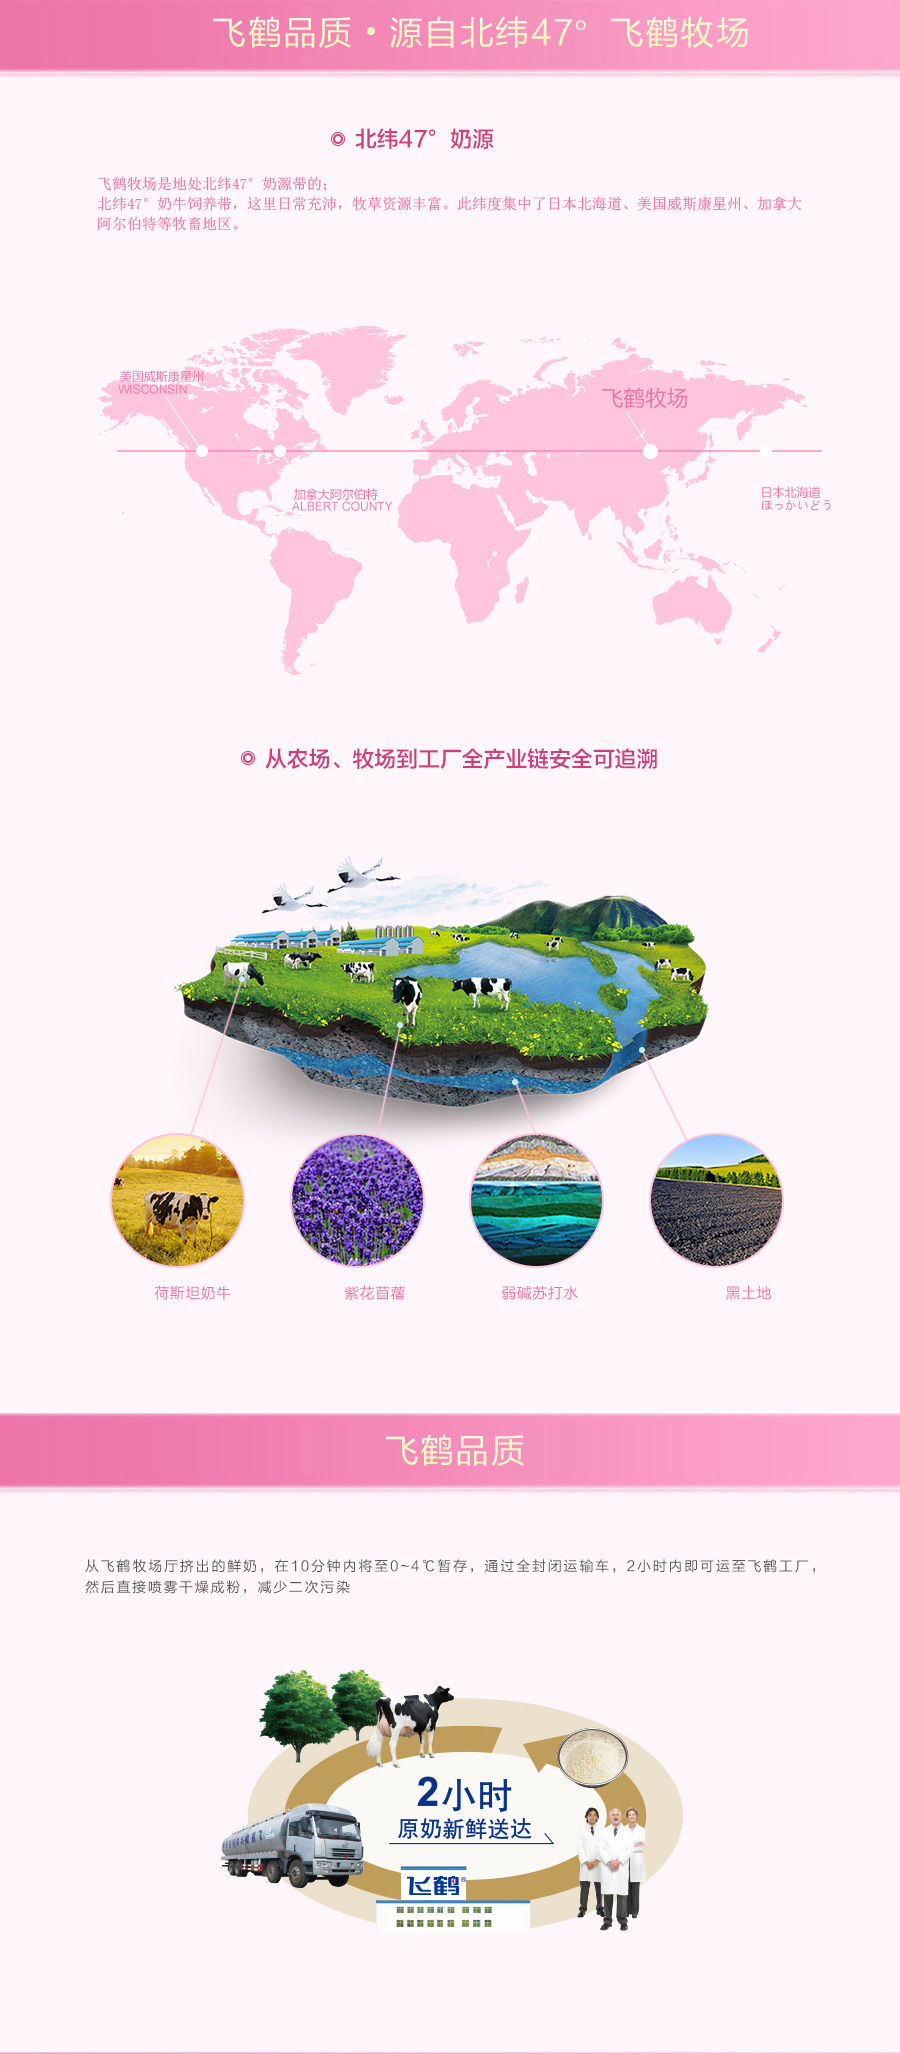 飞鹤品质·源自北纬47° 飞鹤牧场
北纬47° 奶源
飞鹤牧场是地处北纬47° 奶源带的；
北纬47° 奶牛饲养带，这里日常充沛，牧草资源丰富。此纬度集中了日本北海道、美国威斯康星州、加拿大
阿尔伯特等牧畜地区。
美国威斯康星州
WISCONSIN
飞鹤牧场
加拿大阿尔伯特
ALBERT COUNTY
日本北海道
ほっかいどう
从农场、牧场到工厂全产业链安全可追溯
荷斯坦奶牛
紫花苜蓿
弱碱苏打水
黑土地
飞鹤品质
从飞鹤牧场厅挤出的鲜奶，在10分钟内将至0~4℃暂存，通过全封闭运输车，2小时内即可运至飞鹤工厂，
然后直接喷雾干燥成粉，减少二次污染
2小时
原奶新鲜送达
飞鹤®